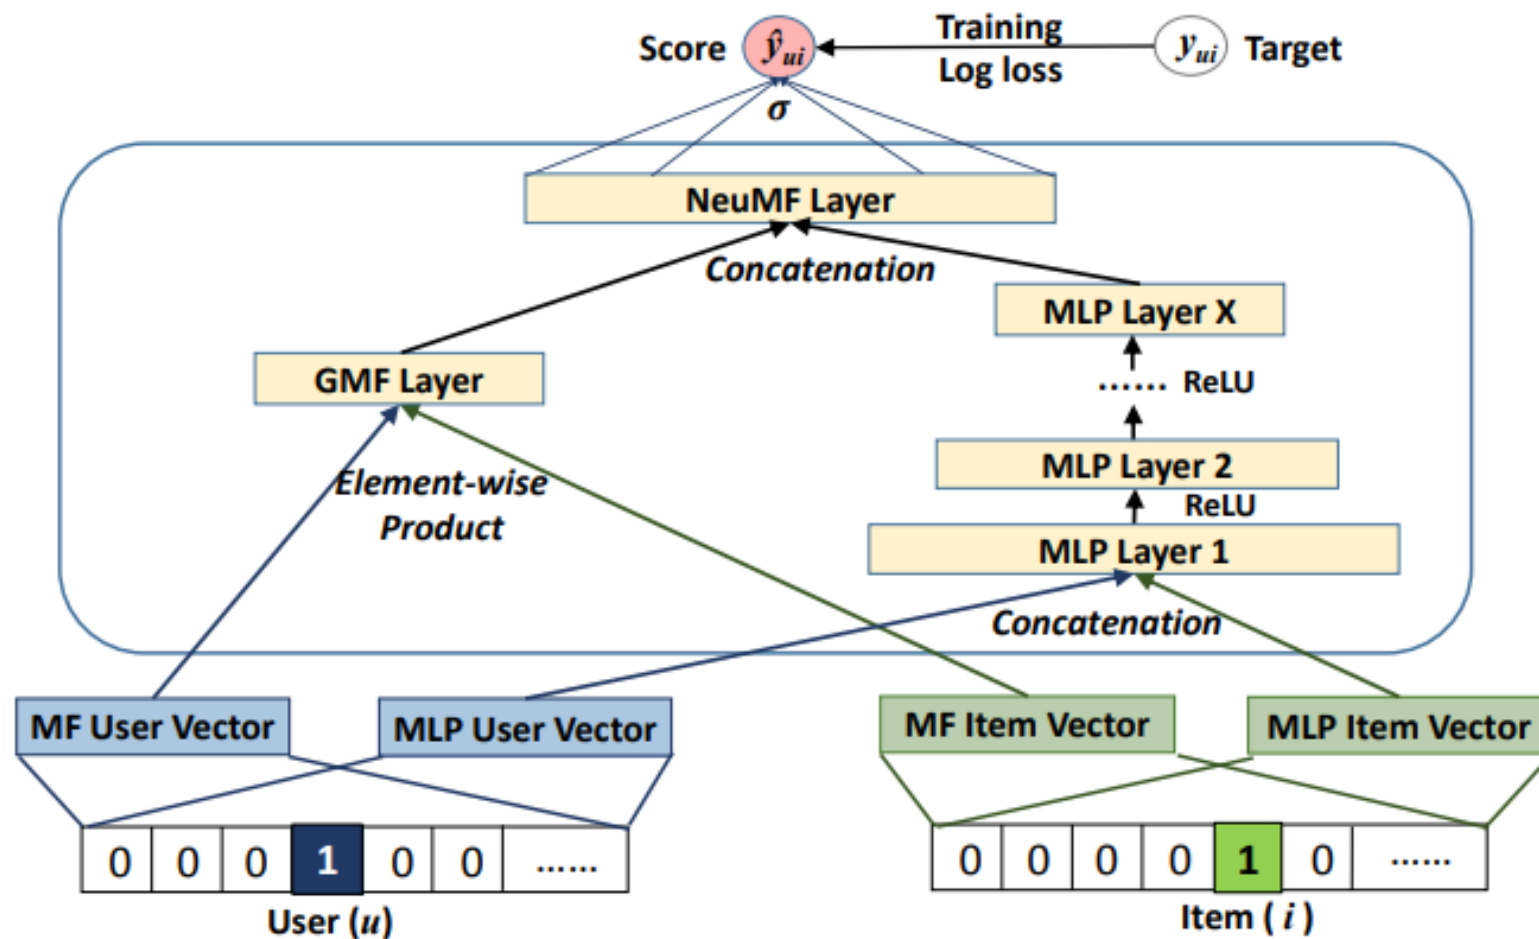 Score ŷui Training yui Target
Log loss
σ
NeuMF Layer
Concatenation
MLP Layer X
GMF Layer
…… ReLU
Element-wise
Product
MLP Layer 2
ReLU
MLP Layer 1
Concatenation
MF User Vector MLP User Vector MF Item Vector MLP Item Vector
0 0 0 1 0 0 …… 0 0 0 0 1 0 ……
User (u) Item ( i )